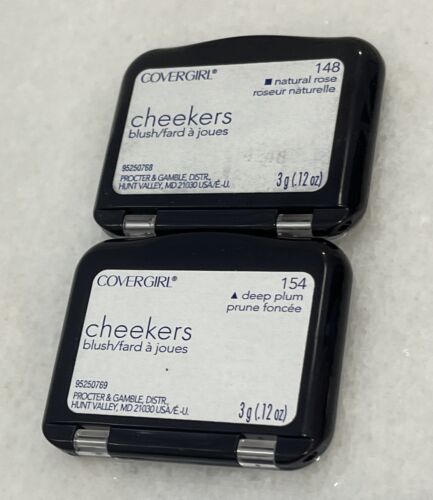 COVERGIRL®
148
■ natural rose
roseur naturelle
cheekers
blush/fard à joues
95250768
PROCTER & GAMBLE, DISTR.,
HUNT VALLEY, MD 21030 USA/É.-U.
3 g (.12 oz)
COVERGIRL®
154
▲ deep plum
prune foncée
cheekers
blush/fard à joues
95250769
PROCTER & GAMBLE, DISTR.,
HUNT VALLEY, MD 21030 USA/É.-U.
3 g (.12 oz)